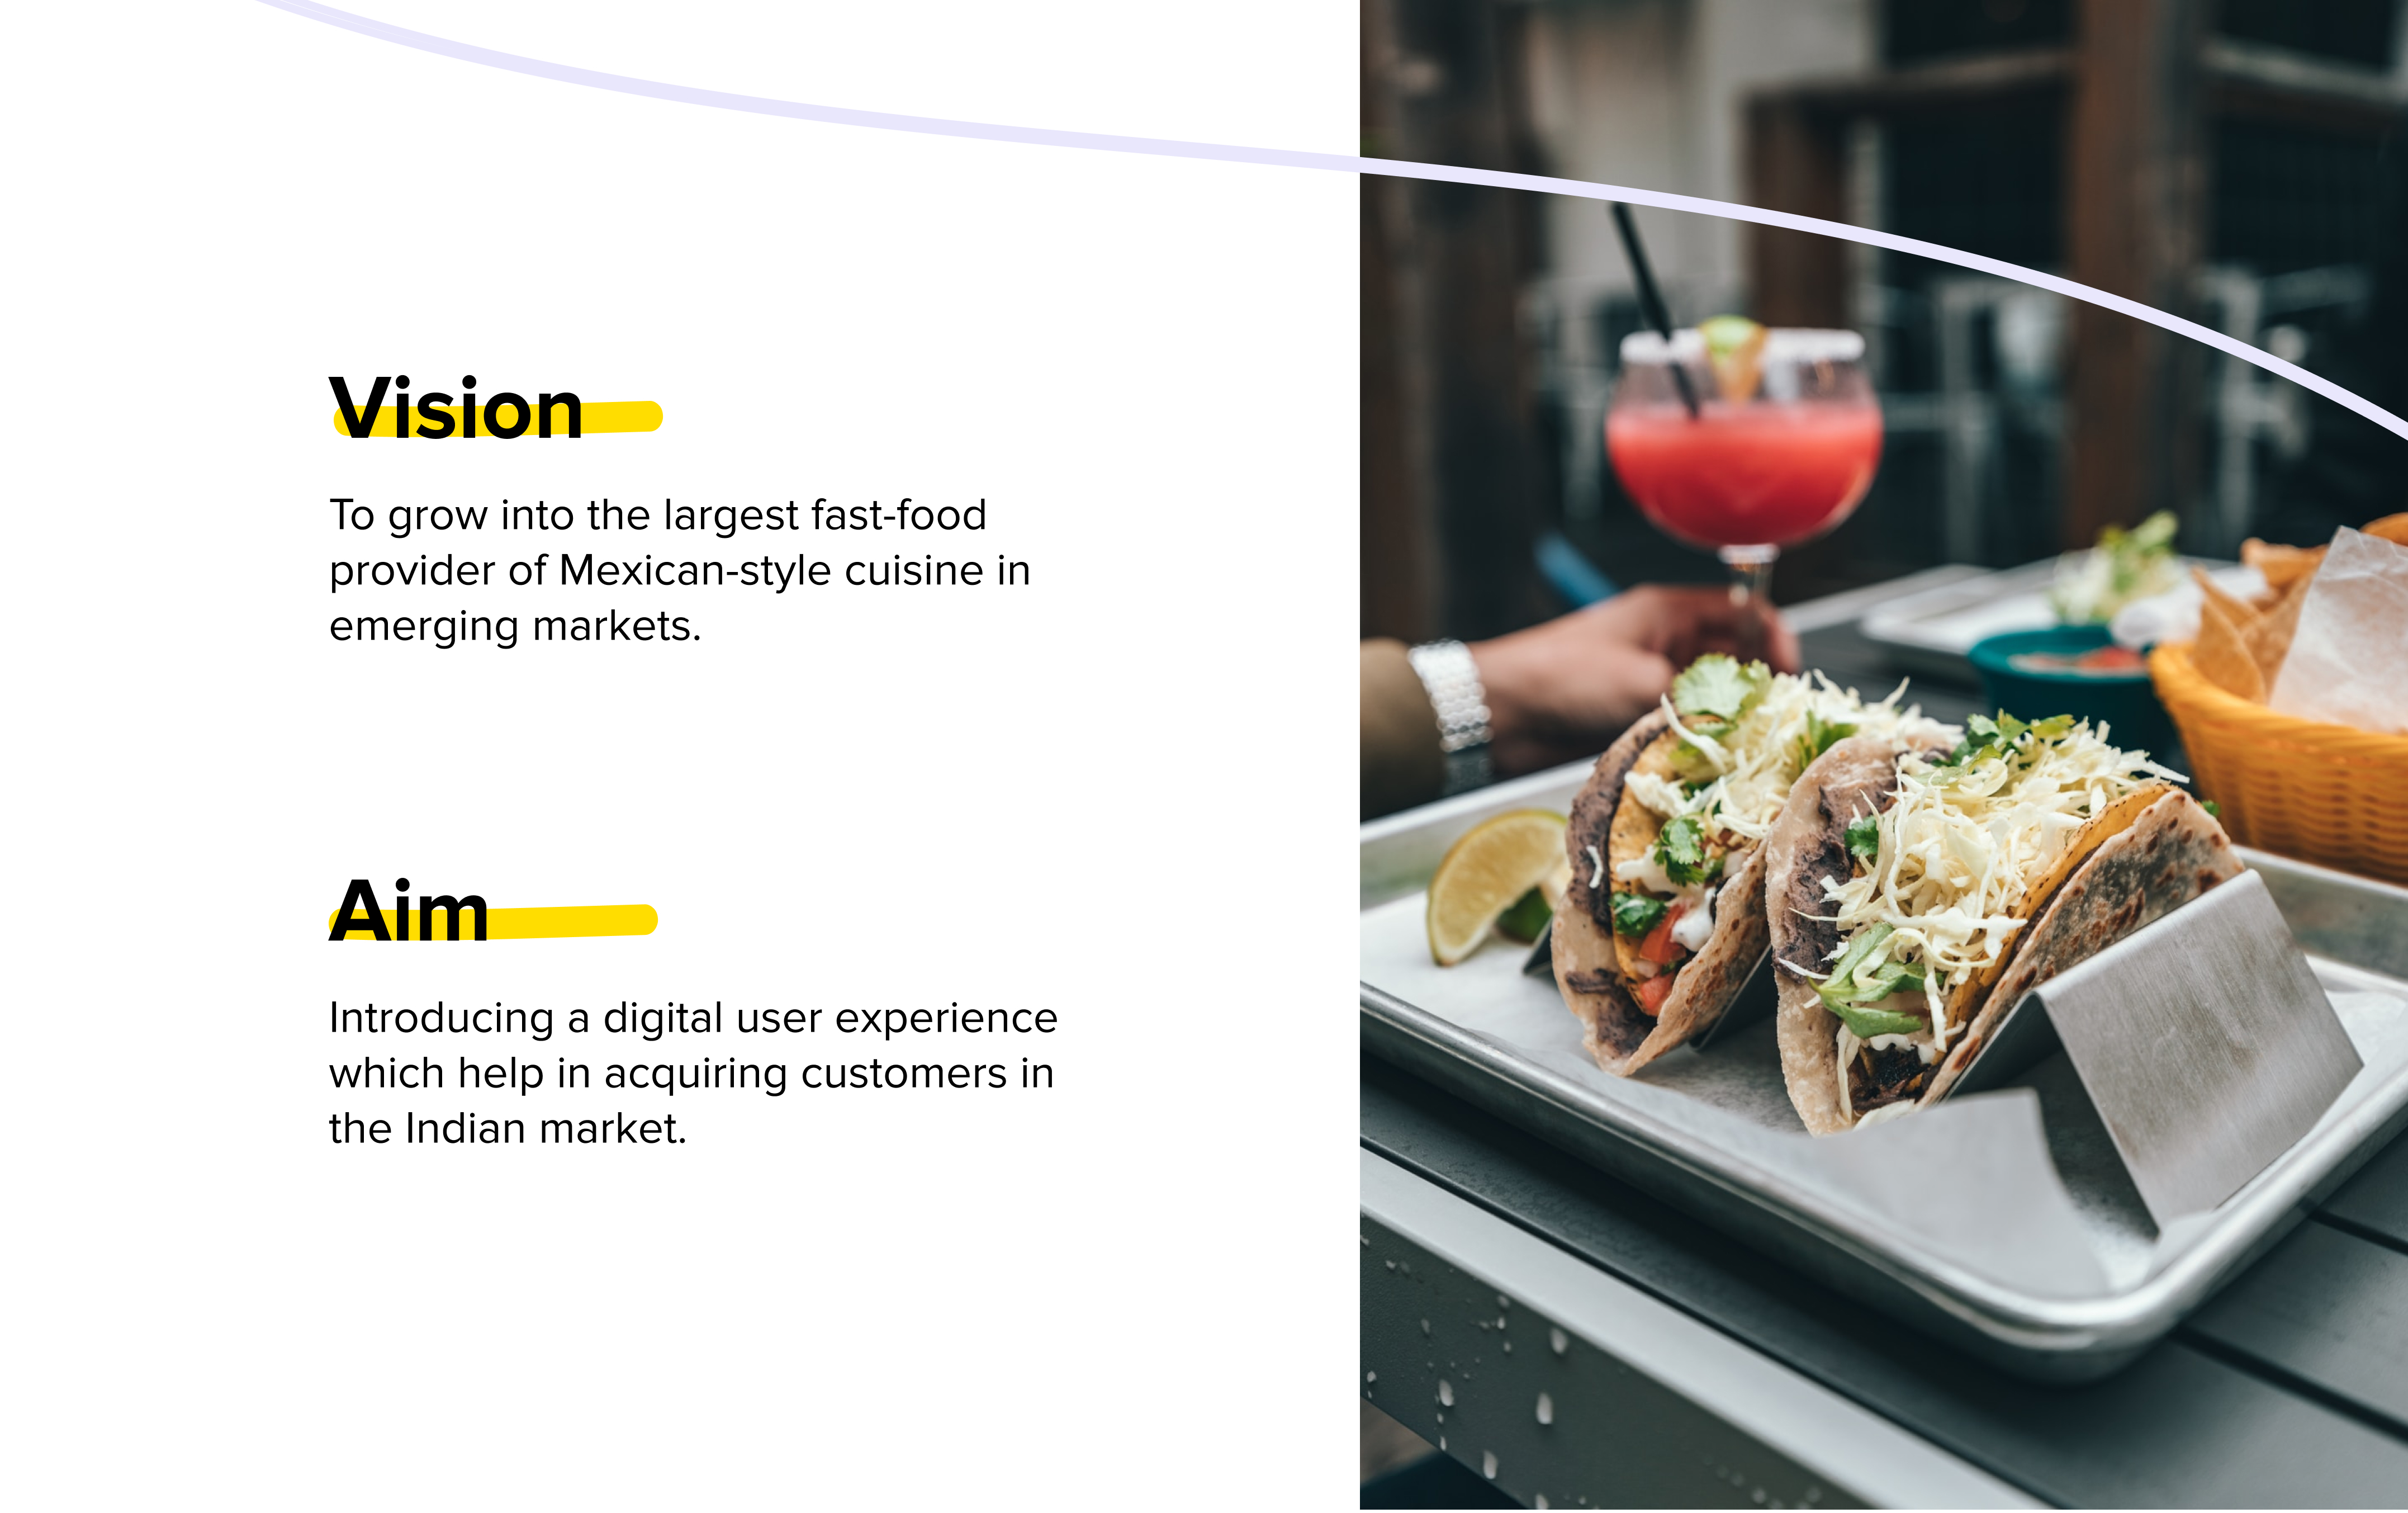 Vision
To grow into the largest fast-food
provider of Mexican-style cuisine in
emerging markets.
Aim
Introducing a digital user experience
which help in acquiring customers in
the Indian market.